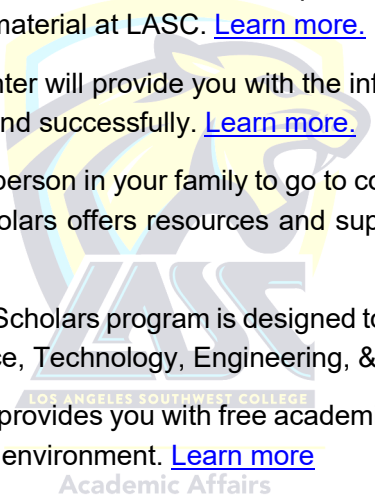 material at LASC. Learn more.
nter will provide you with the inf
nd successfully. Learn more.
person in your family to go to co
olars offers resources and sup
LASC
Scholars program is designed to
ce, Technology, Engineering, &
LOS ANGELES SOUTHWEST COLLEGE
provides you with free academ
environment. Learn more
Academic Affairs